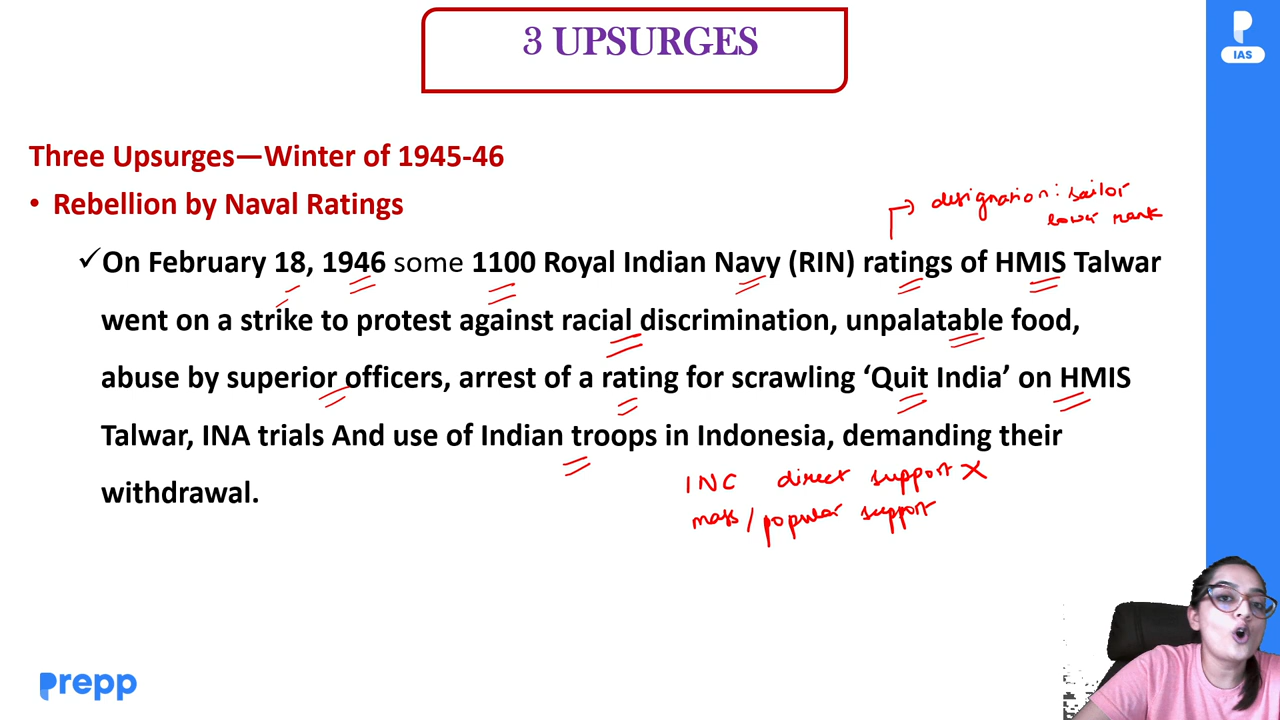 3 UPSURGES
P
IAS
Three Upsurges—Winter of 1945-46
• Rebellion by Naval Ratings
designation: sailor
lower rank
✓On February 18, 1946 some 1100 Royal Indian Navy (RIN) ratings of HMIS Talwar
went on a strike to protest against racial discrimination, unpalatable food,
abuse by superior officers, arrest of a rating for scrawling ‘Quit India’ on HMIS
Talwar, INA trials And use of Indian troops in Indonesia, demanding their
withdrawal.
INC direct support X
mass/popular support
prepp